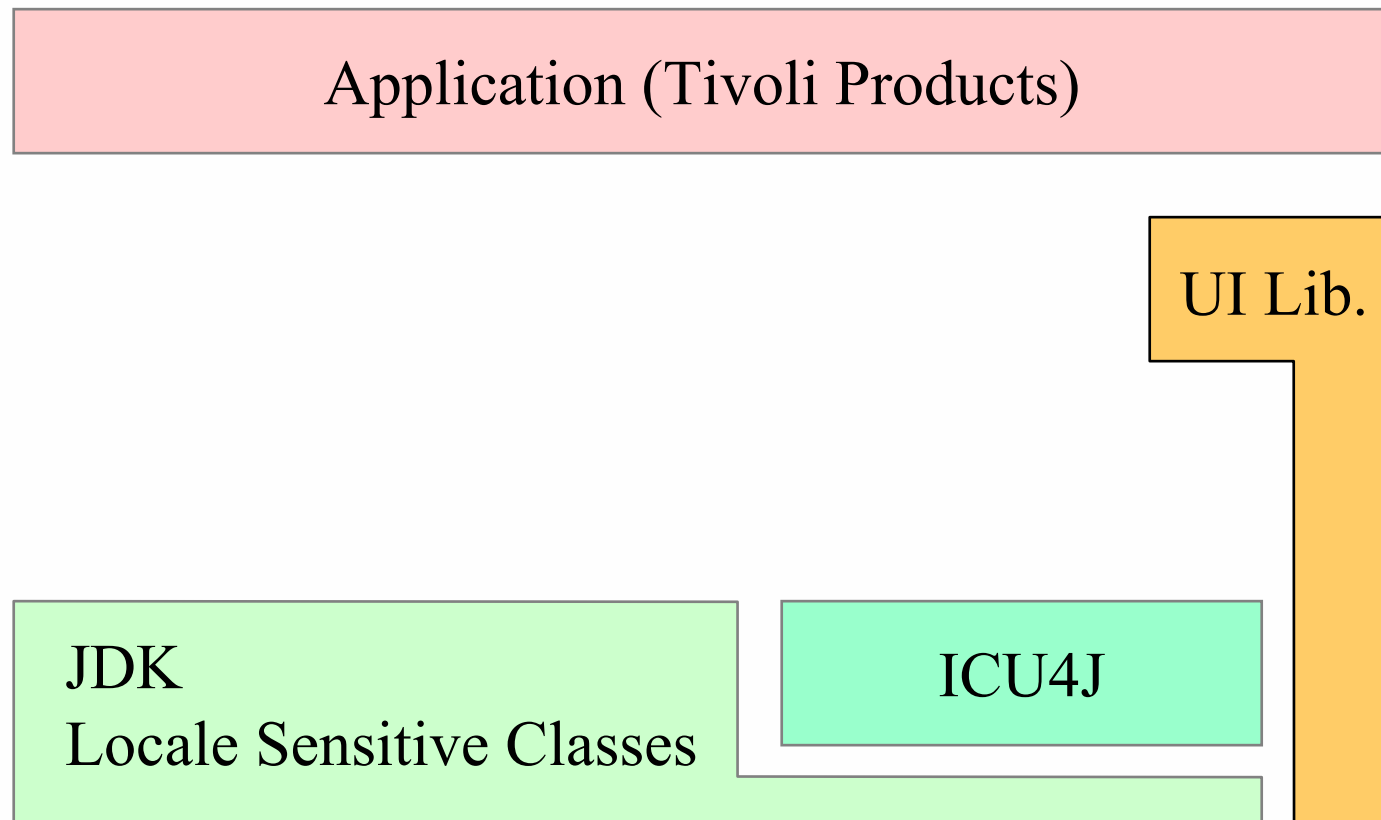 Application (Tivoli Products)
UI Lib.
JDK
Locale Sensitive Classes
ICU4J